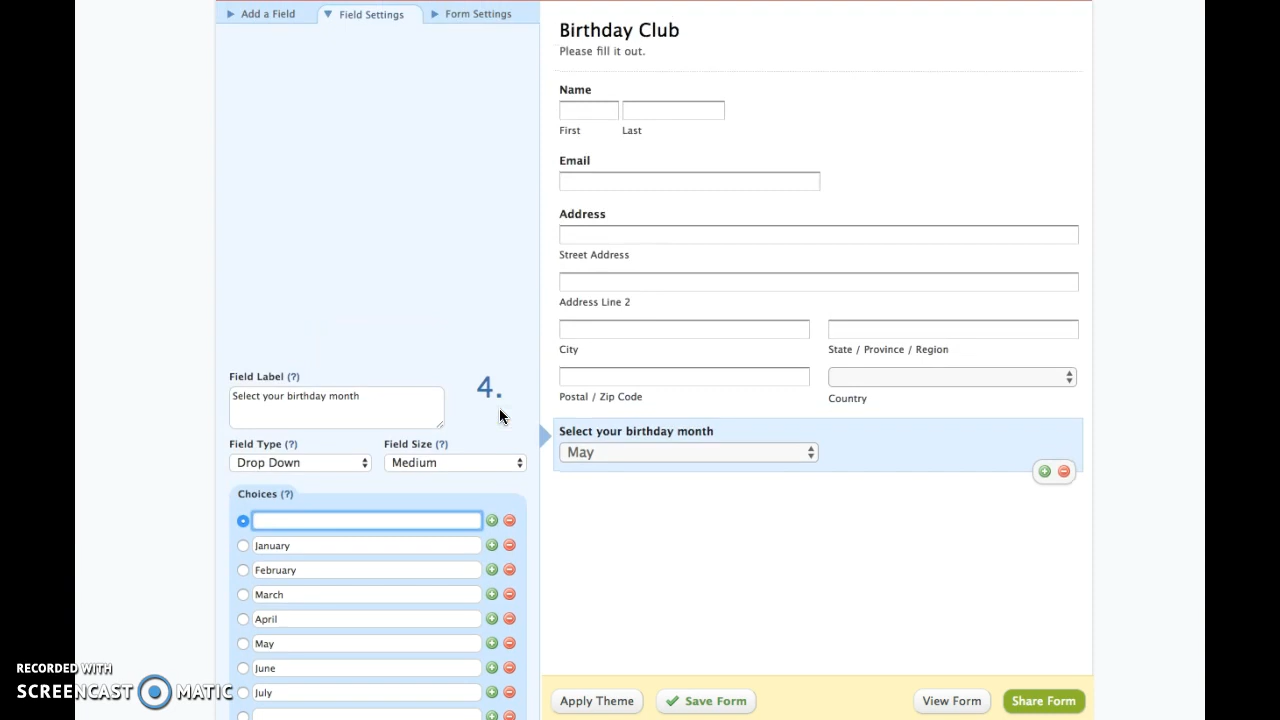 Add a Field
Field Settings
Form Settings
Birthday Club
Please fill it out.
Name
First
Last
Email
Address
Street Address
Address Line 2
City
State / Province / Region
Postal / Zip Code
Country
Field Label (?)
4.
Select your birthday month
Field Type (?)
Field Size (?)
Drop Down
Medium
Select your birthday month
May
Choices (?)
January
February
March
April
May
June
July
RECORDED WITH
SCREENCAST MATIC
Apply Theme
Save Form
View Form
Share Form